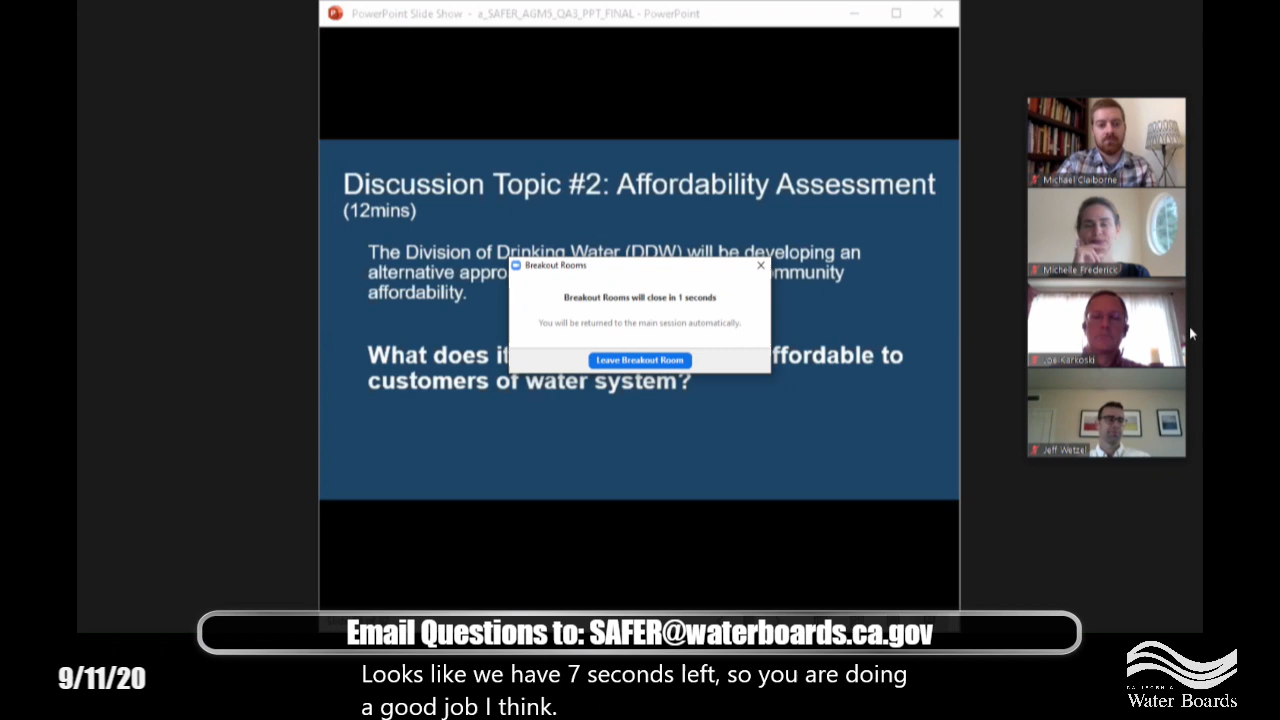 PowerPoint Slide Show - a_SAFER_AGM5_QA3_PPT_FINAL - PowerPoint
Discussion Topic #2: Affordability Assessment
(12mins)
The Division of Drinking Water (DDW) will be developing an
alternative appro
mmunity
affordability.
Breakout Rooms
Breakout Rooms will close in 1 seconds
You will be returned to the main session automatically.
Leave Breakout Room
What does it
ffordable to
customers of water system?
Michael Claiborne
Michelle Frederick
Joe Karkoski
Jeff Wetzel
Email Questions to: SAFER@waterboards.ca.gov
9/11/20
Looks like we have 7 seconds left, so you are doing
a good job I think.
CALIFORNIA
Water Boards